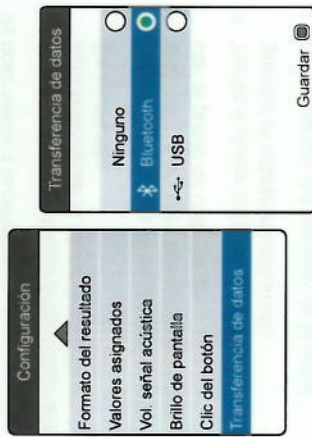 Configuración
Formato del resultado
Valores asignados
Vol. señal acústica
Brillo de pantalla
Clic del botón
Transferencia de datos
Transferencia de datos
Ninguno
Bluetooth
USB
Guardar